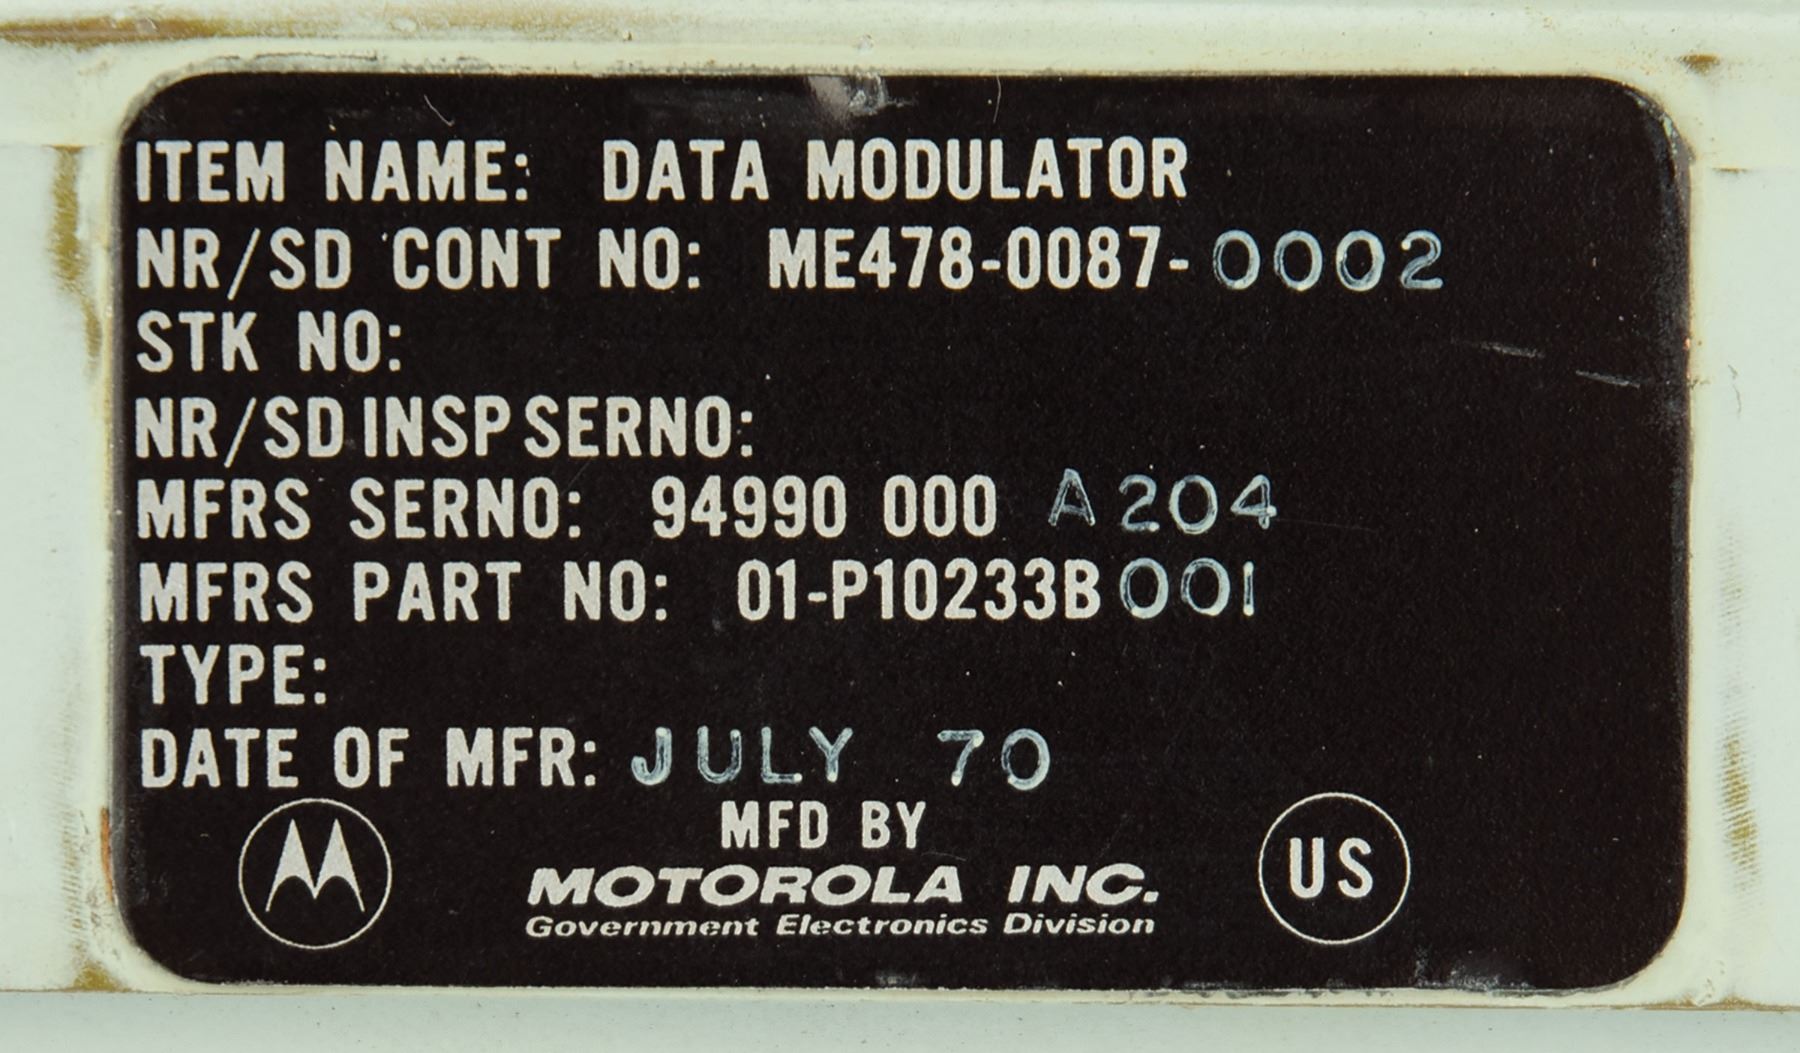 ITEM NAME: DATA MODULATOR
NR/SD CONT NO: ME478-0087-0002
STK NO:
NR/SD INSP SERNO:
MFRS SERNO: 94990 000 A204
MFRS PART NO: 01-P10233B001
TYPE:
DATE OF MFR: JULY 70
MFD BY
MOTOROLA INC.
Government Electronics Division
US